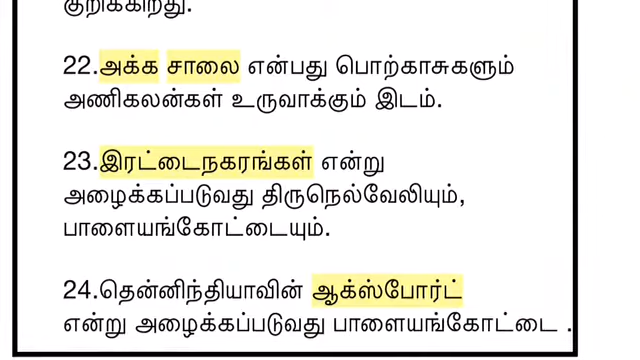 குறிக்கிறது.
22.அக்க சாலை என்பது பொற்காசுகளும்
அணிகலன்கள் உருவாக்கும் இடம்.
23.இரட்டைநகரங்கள் என்று
அழைக்கப்படுவது திருநெல்வேலியும்,
பாளையங்கோட்டையும்.
24.தென்னிந்தியாவின் ஆக்ஸ்போர்ட்
என்று அழைக்கப்படுவது பாளையங்கோட்டை .